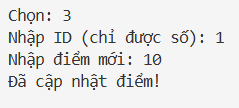 Chọn: 3
Nhập ID (chỉ được số): 1
Nhập điểm mới: 10
Đã cập nhật điểm!